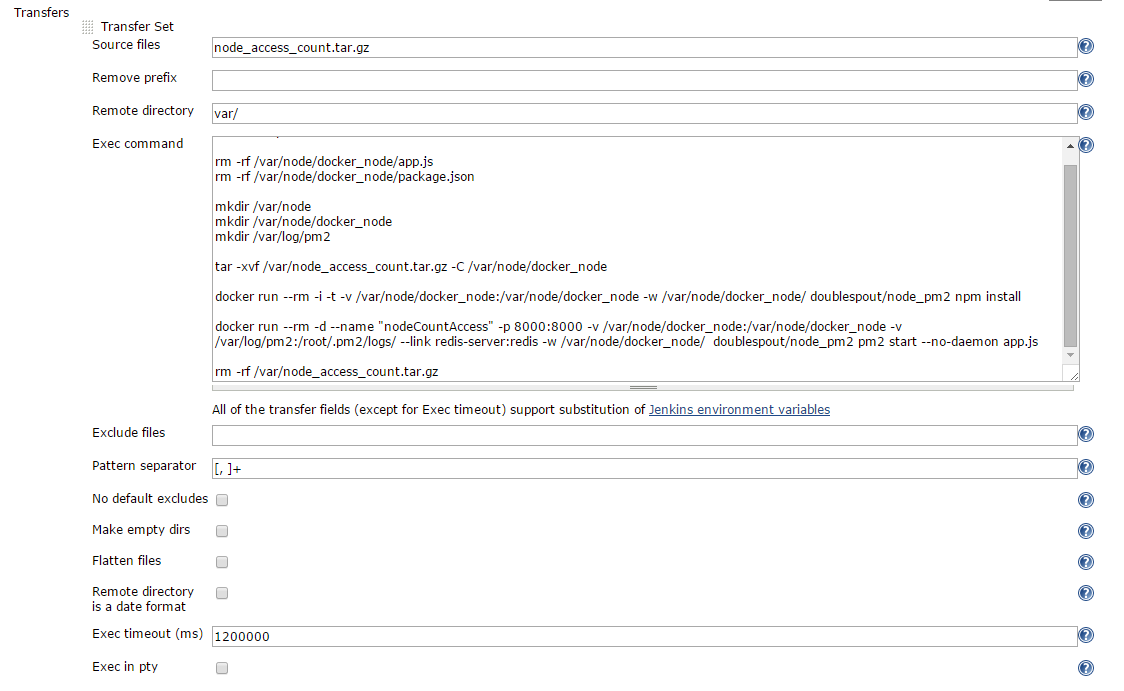 Transfers
Transfer Set
Source files
node_access_count.tar.gz
Remove prefix
Remote directory
var/
Exec command
rm -rf /var/node/docker_node/app.js
rm -rf /var/node/docker_node/package.json
mkdir /var/node
mkdir /var/node/docker_node
mkdir /var/log/pm2
tar -xvf /var/node_access_count.tar.gz -C /var/node/docker_node
docker run --rm -i -t -v /var/node/docker_node:/var/node/docker_node -w /var/node/docker_node/ doublespout/node_pm2 npm install
docker run --rm -d --name "nodeCountAccess" -p 8000:8000 -v /var/node/docker_node:/var/node/docker_node -v
/var/log/pm2:/root/.pm2/logs/ --link redis-server:redis -w /var/node/docker_node/  doublespout/node_pm2 pm2 start --no-daemon app.js
rm -rf /var/node_access_count.tar.gz
All of the transfer fields (except for Exec timeout) support substitution of Jenkins environment variables
Exclude files
Pattern separator
[, ]+
No default excludes
Make empty dirs
Flatten files
Remote directory
is a date format
Exec timeout (ms)
1200000
Exec in pty